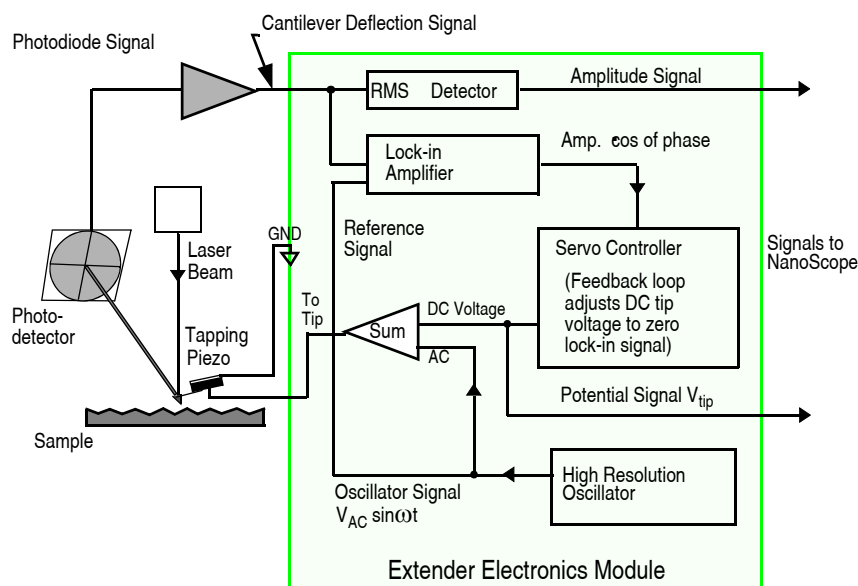 Cantilever Deflection Signal
Photodiode Signal
RMS Detector
Amplitude Signal
Lock-in
Amplifier
Amp. cos of phase
Reference
Signal
GND
Laser
Beam
Servo Controller
(Feedback loop
adjusts DC tip
voltage to zero
lock-in signal)
Signals to
NanoScope
To
Tip
DC Voltage
Sum
AC
Photo-
detector
Tapping
Piezo
Potential Signal Vtip
Sample
High Resolution
Oscillator
Oscillator Signal
VAC sinωt
Extender Electronics Module